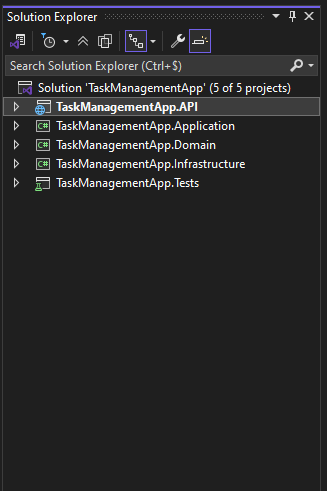 Solution Explorer
Search Solution Explorer (Ctrl+$)
Solution 'TaskManagementApp' (5 of 5 projects)
TaskManagementApp.API
C# TaskManagementApp.Application
C# TaskManagementApp.Domain
C# TaskManagementApp.Infrastructure
TaskManagementApp.Tests